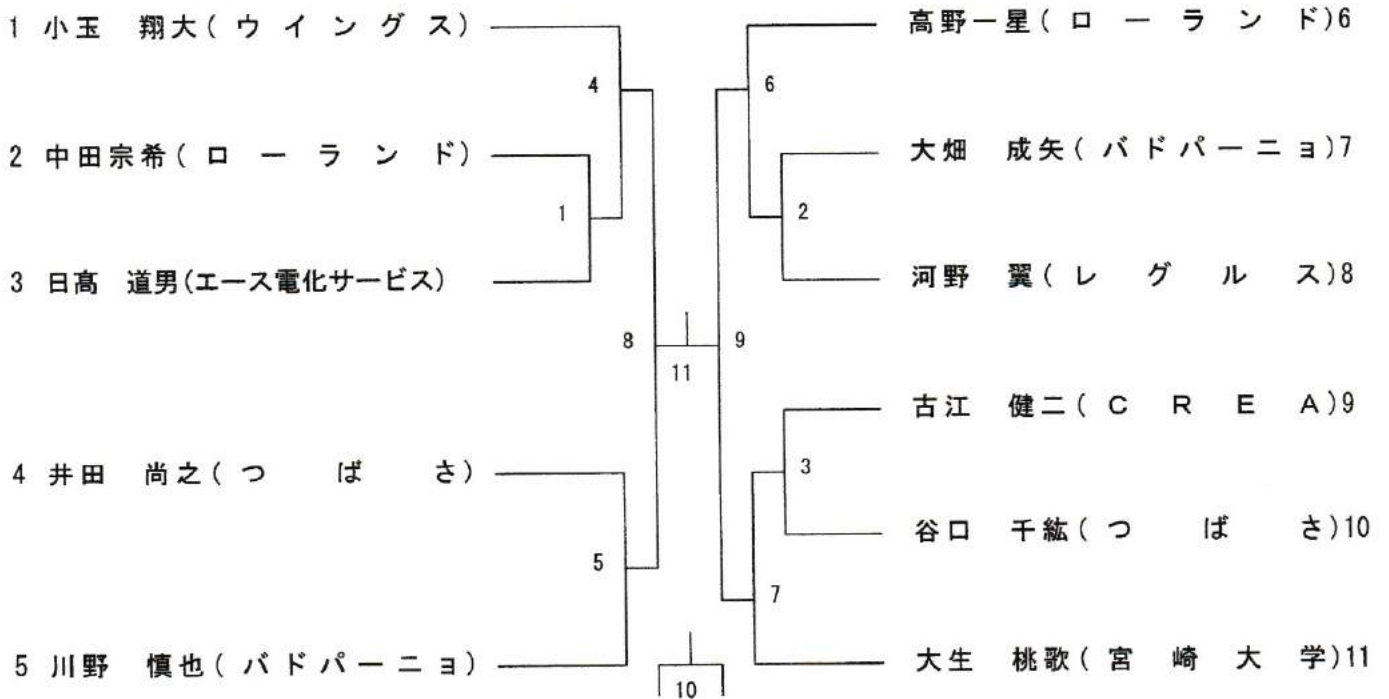 1 小玉 翔大(ウイングス)
高野一星(ローランド)6
4
6
2 中田宗希(ローランド)
大畑 成矢(バドパーニョ)7
1
2
3 日髙 道男(エース電化サービス)
河野 翼(レグルス)8
8
9
11
古江 健二(CREA)9
3
4 井田 尚之(つばさ)
谷口 千紘(つばさ)10
5
7
5 川野 慎也(バドパーニョ)
大生 桃歌(宮崎大学)11
10